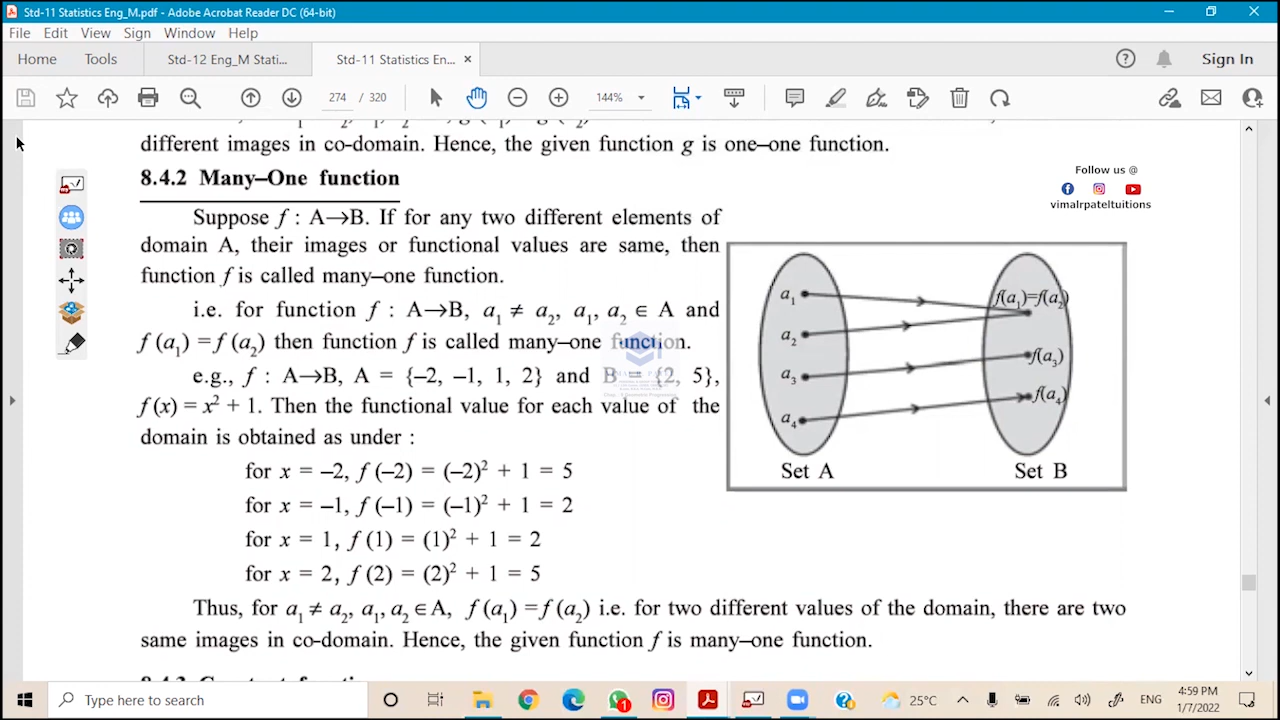 Std-11 Statistics Eng_M.pdf - Adobe Acrobat Reader DC (64-bit)
File Edit View Sign Window Help
Home Tools Std-12 Eng_M Stati... Std-11 Statistics En... × Sign In
274 / 320 144%
different images in co-domain. Hence, the given function g is one–one function.
Follow us @
vimalrpateltuitions
8.4.2 Many–One function
Suppose f : A→B. If for any two different elements of
domain A, their images or functional values are same, then
function f is called many–one function.
i.e. for function f : A→B, a₁ ≠ a₂, a₁, a₂ ∈ A and
f (a₁) = f (a₂) then function f is called many–one function.
e.g., f : A→B, A = {–2, –1, 1, 2} and B = {2, 5},
f (x) = x² + 1. Then the functional value for each value of the
domain is obtained as under :
a₁ f(a₁)=f(a₂)
a₂
a₃ f(a₃)
a₄ f(a₄)
Set A Set B
for x = –2, f (–2) = (–2)² + 1 = 5
for x = –1, f (–1) = (–1)² + 1 = 2
for x = 1, f (1) = (1)² + 1 = 2
for x = 2, f (2) = (2)² + 1 = 5
Thus, for a₁ ≠ a₂, a₁, a₂ ∈ A, f (a₁) = f (a₂) i.e. for two different values of the domain, there are two
same images in co-domain. Hence, the given function f is many–one function.
Type here to search
1
25°C ENG
4:59 PM
1/7/2022